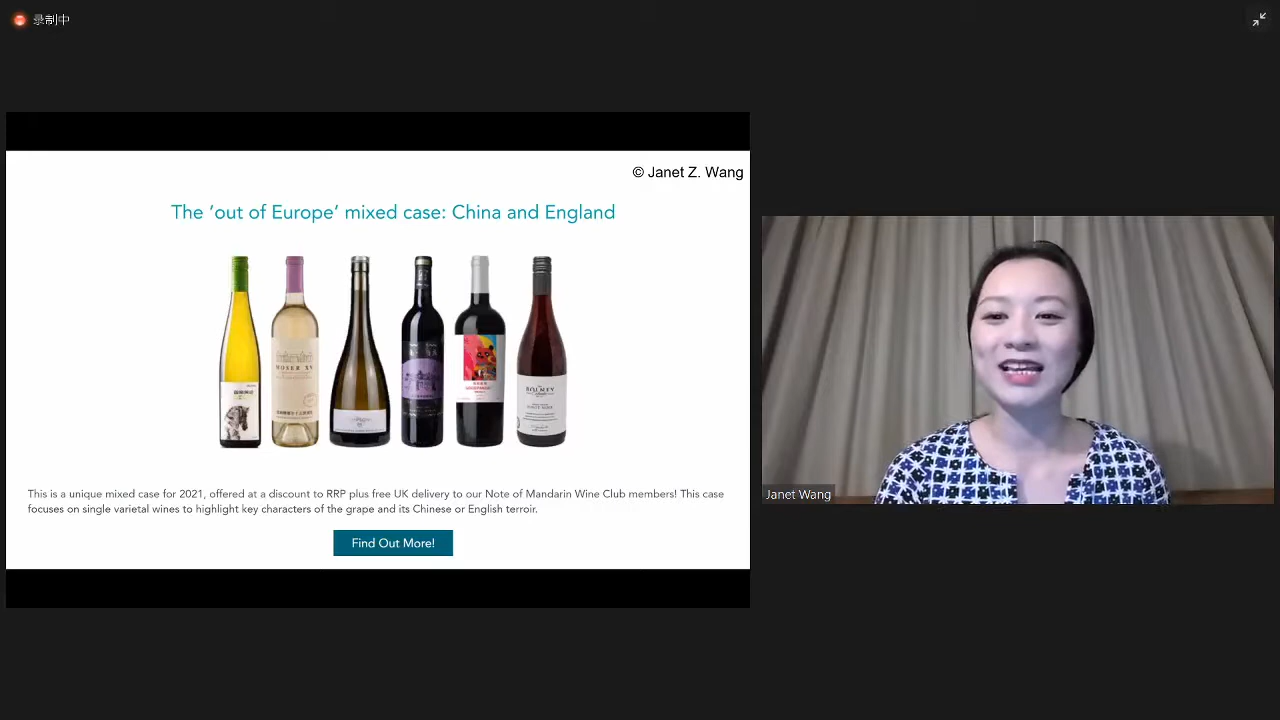 录制中
© Janet Z. Wang
The ‘out of Europe’ mixed case: China and England
MOSER XV
This is a unique mixed case for 2021, offered at a discount to RRP plus free UK delivery to our Note of Mandarin Wine Club members! This case
focuses on single varietal wines to highlight key characters of the grape and its Chinese or English terroir.
Find Out More!
Janet Wang